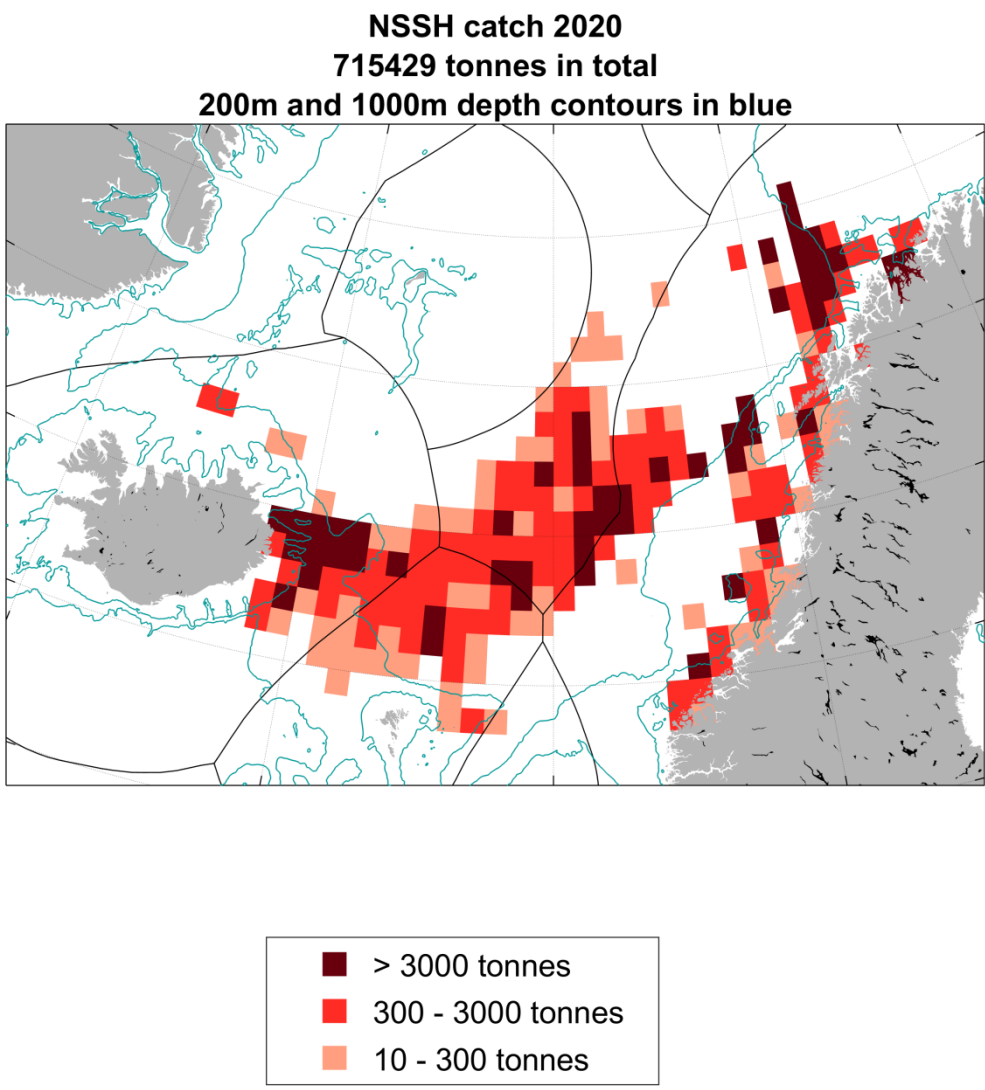 NSSH catch 2020
715429 tonnes in total
200m and 1000m depth contours in blue
> 3000 tonnes
300 - 3000 tonnes
10 - 300 tonnes